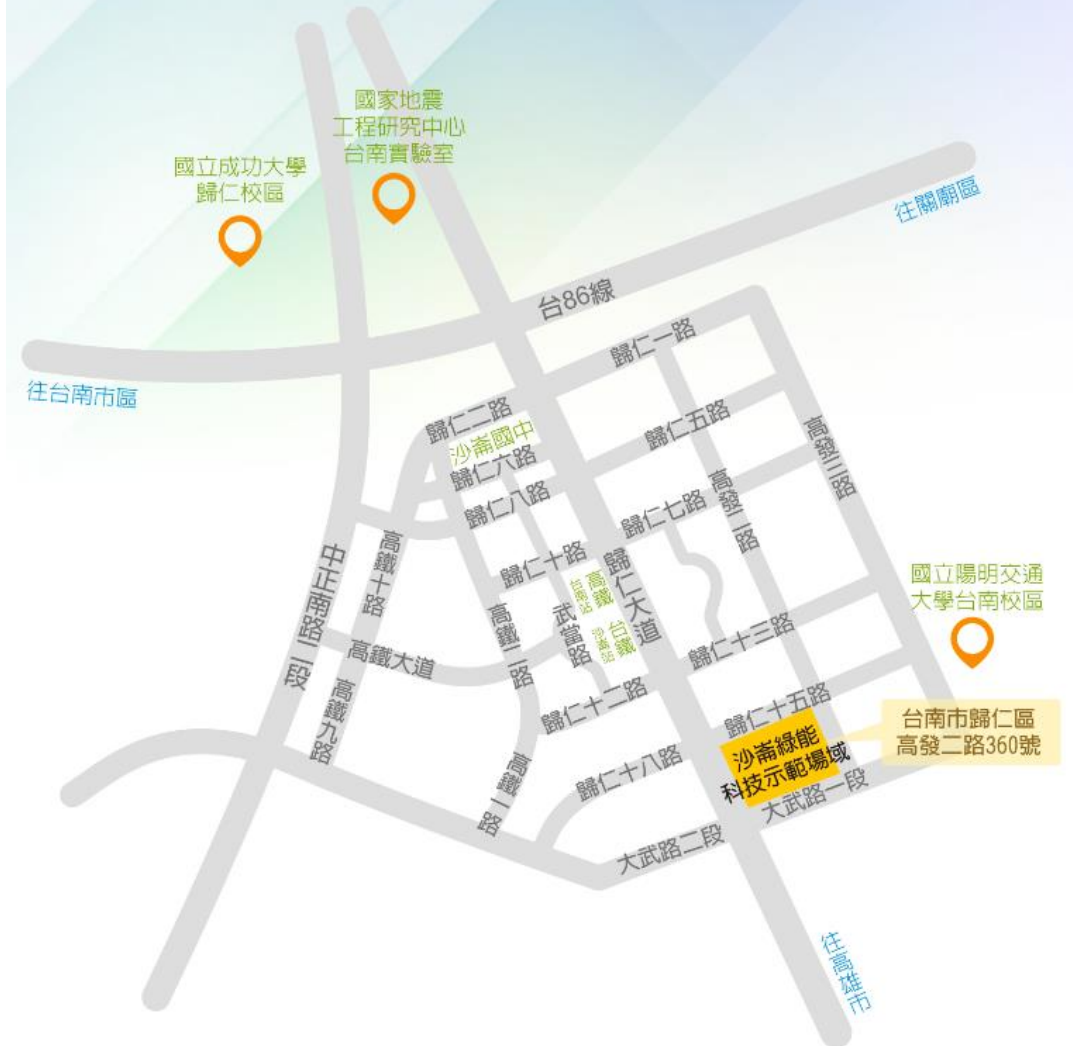 國家地震
工程研究中心
台南實驗室
國立成功大學
歸仁校區
往關廟區
台86線
歸仁一路
往台南市區
歸仁二路
沙崙國中
歸仁五路
高發三路
歸仁六路
歸仁八路
高發二路
歸仁七路
中正南路二段
高鐵十路
歸仁十路
高鐵
台南站
歸仁大道
國立陽明交通
大學台南校區
高鐵二路
武當路
台鐵
沙崙站
歸仁十三路
高鐵大道
高鐵九路
歸仁十二路
歸仁十五路
台南市歸仁區
高發二路360號
沙崙綠能
科技示範場域
高鐵一路
歸仁十八路
大武路一段
大武路二段
往高雄市